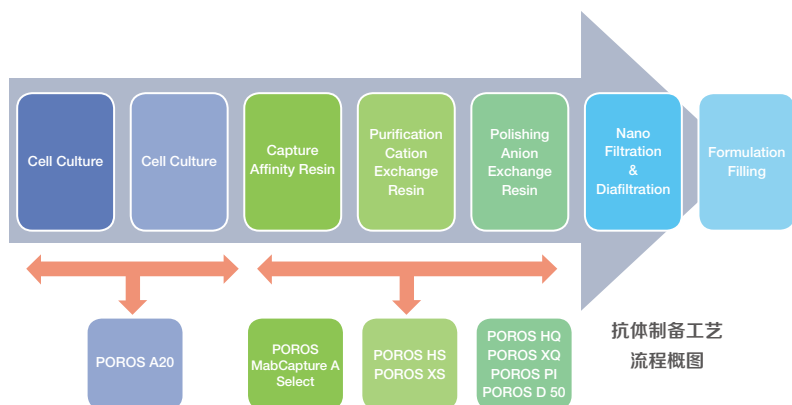 Cell Culture
Cell Culture
Capture
Affinity Resin
Purification
Cation
Exchange
Resin
Polishing
Anion
Exchange
Resin
Nano
Filtration
&
Diafiltration
Formulation
Filling
POROS A20
POROS
MabCapture A
Select
POROS HS
POROS XS
POROS HQ
POROS XQ
POROS PI
POROS D 50
抗体制备工艺
流程概图